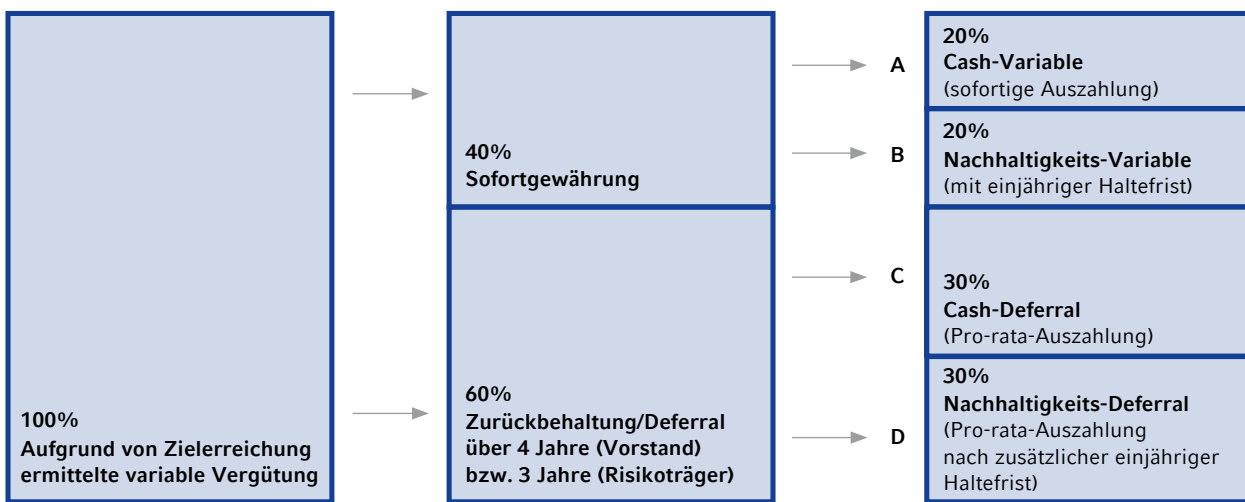 100%
Aufgrund von Zielerreichung
ermittelte variable Vergütung
40%
Sofortgewährung
60%
Zurückbehaltung/Deferral
über 4 Jahre (Vorstand)
bzw. 3 Jahre (Risikoträger)
A
20%
Cash-Variable
(sofortige Auszahlung)
B
20%
Nachhaltigkeits-Variable
(mit einjähriger Haltefrist)
C
30%
Cash-Deferral
(Pro-rata-Auszahlung)
D
30%
Nachhaltigkeits-Deferral
(Pro-rata-Auszahlung
nach zusätzlicher einjähriger
Haltefrist)